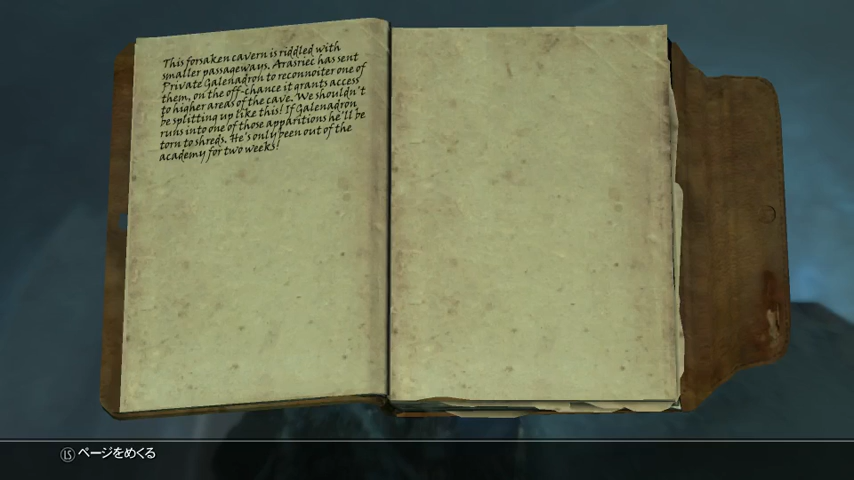 This forsaken cavern is riddled with
smaller passageways. Arasriec has sent
Private Galenadron to reconnoiter one of
them, on the off-chance it grants access
to higher areas of the cave. We shouldn't
be splitting up like this! If Galenadron
runs into one of those apparitions he'll be
torn to shreds. He's only been out of the
academy for two weeks!
LS ページをめくる